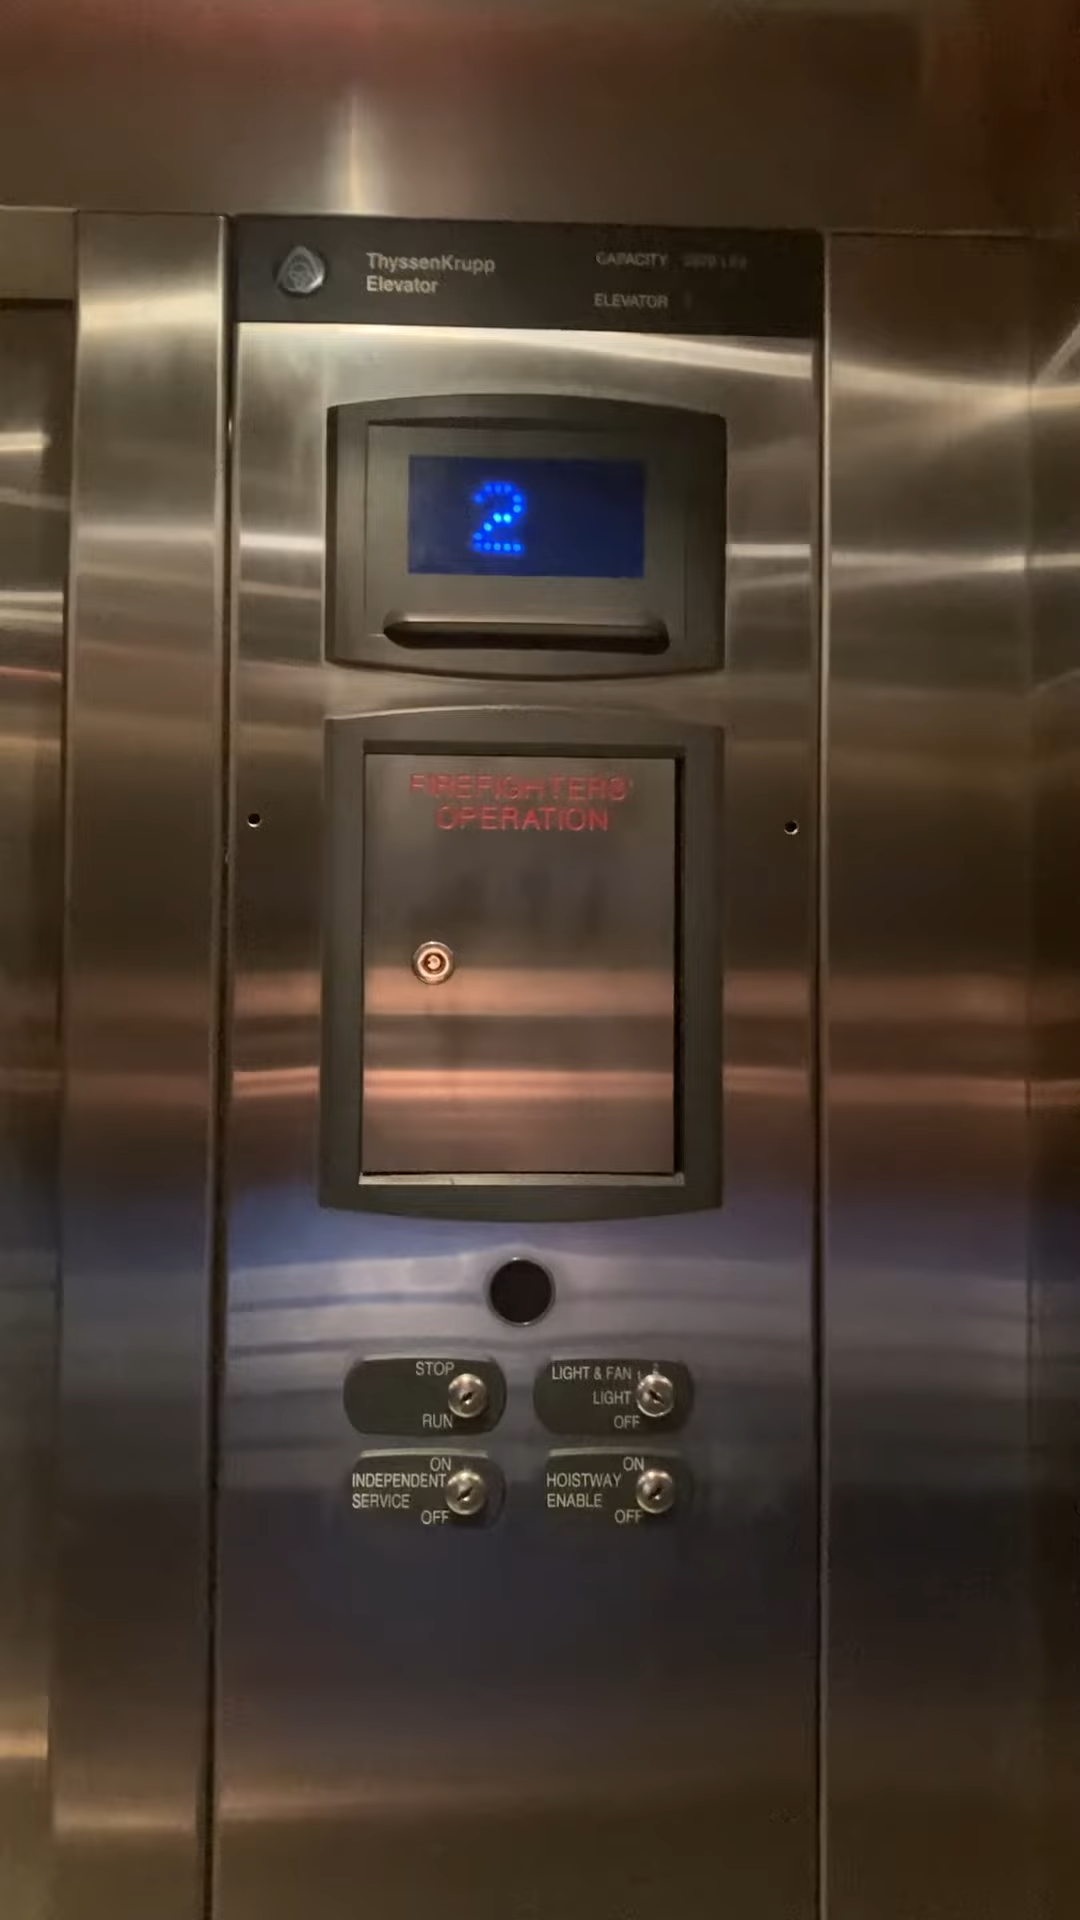 ThyssenKrupp
Elevator
CAPACITY
ELEVATOR
2
FIREFIGHTERS'
OPERATION
STOP
RUN
LIGHT & FAN
LIGHT
OFF
ON
INDEPENDENT
SERVICE
OFF
ON
HOISTWAY
ENABLE
OFF